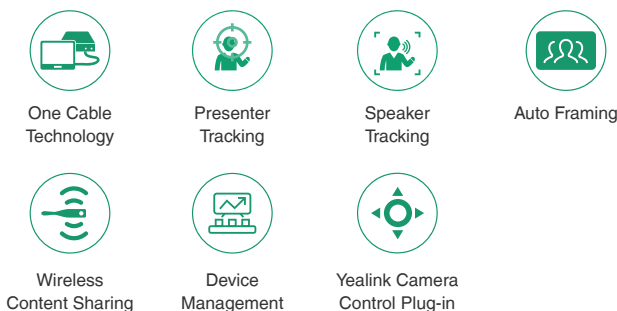 One Cable
Technology
Presenter
Tracking
Speaker
Tracking
Auto Framing
Wireless
Content Sharing
Device
Management
Yealink Camera
Control Plug-in